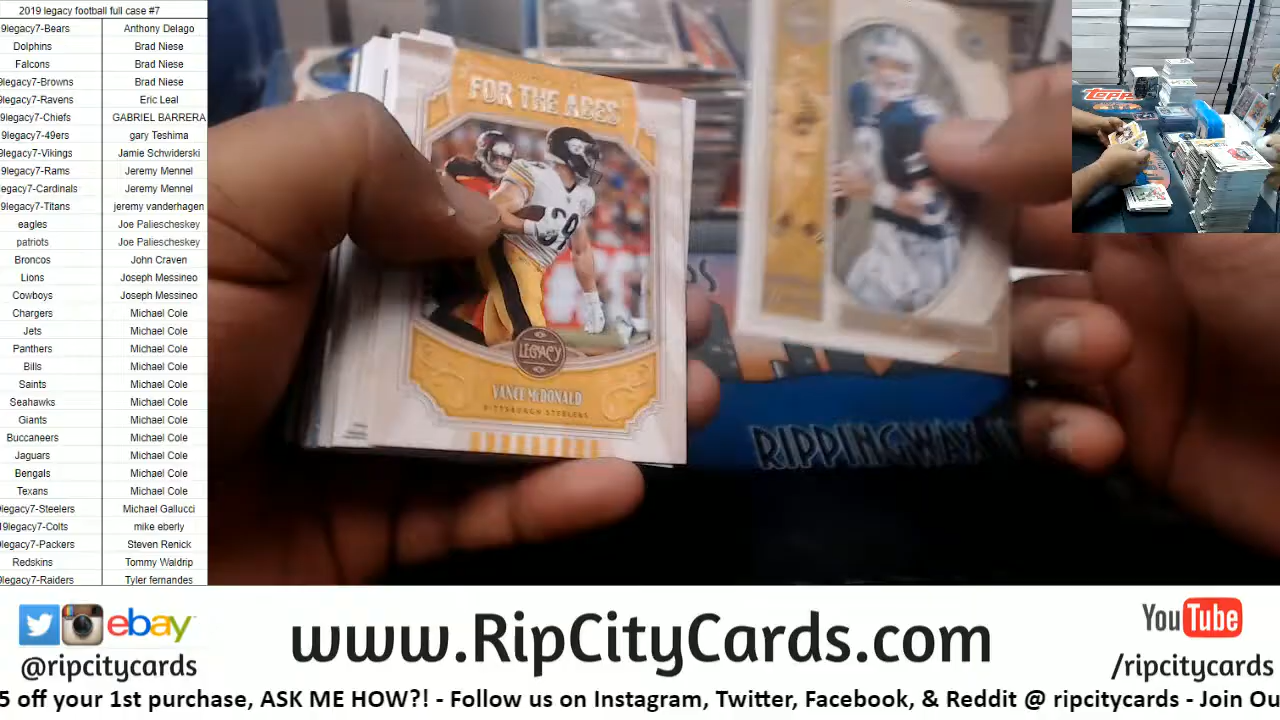 2019 legacy football full case #7
9legacy7-Bears Anthony Delago
Dolphins Brad Niese
Falcons Brad Niese
9legacy7-Browns Brad Niese
9legacy7-Ravens Eric Leal
9legacy7-Chiefs GABRIEL BARRERA
9legacy7-49ers gary Teshima
9legacy7-Vikings Jamie Schwiderski
9legacy7-Rams Jeremy Mennel
egacy7-Cardinals Jeremy Mennel
9legacy7-Titans jeremy vanderhagen
eagles Joe Paliescheskey
patriots Joe Paliescheskey
Broncos John Craven
Lions Joseph Messineo
Cowboys Joseph Messineo
Chargers Michael Cole
Jets Michael Cole
Panthers Michael Cole
Bills Michael Cole
Saints Michael Cole
Seahawks Michael Cole
Giants Michael Cole
Buccaneers Michael Cole
Jaguars Michael Cole
Bengals Michael Cole
Texans Michael Cole
9legacy7-Steelers Michael Gallucci
19legacy7-Colts mike eberly
9legacy7-Packers Steven Renick
Redskins Tommy Waldrip
9legacy7-Raiders Tyler fernandes
FOR THE AGES
LEGACY
VANCE McDONALD
PITTSBURGH STEELERS
RIPPINGWAX
TOPPS
ebay
@ripcitycards
www.RipCityCards.com
YouTube
/ripcitycards
5 off your 1st purchase, ASK ME HOW?! - Follow us on Instagram, Twitter, Facebook, & Reddit @ ripcitycards - Join Ou